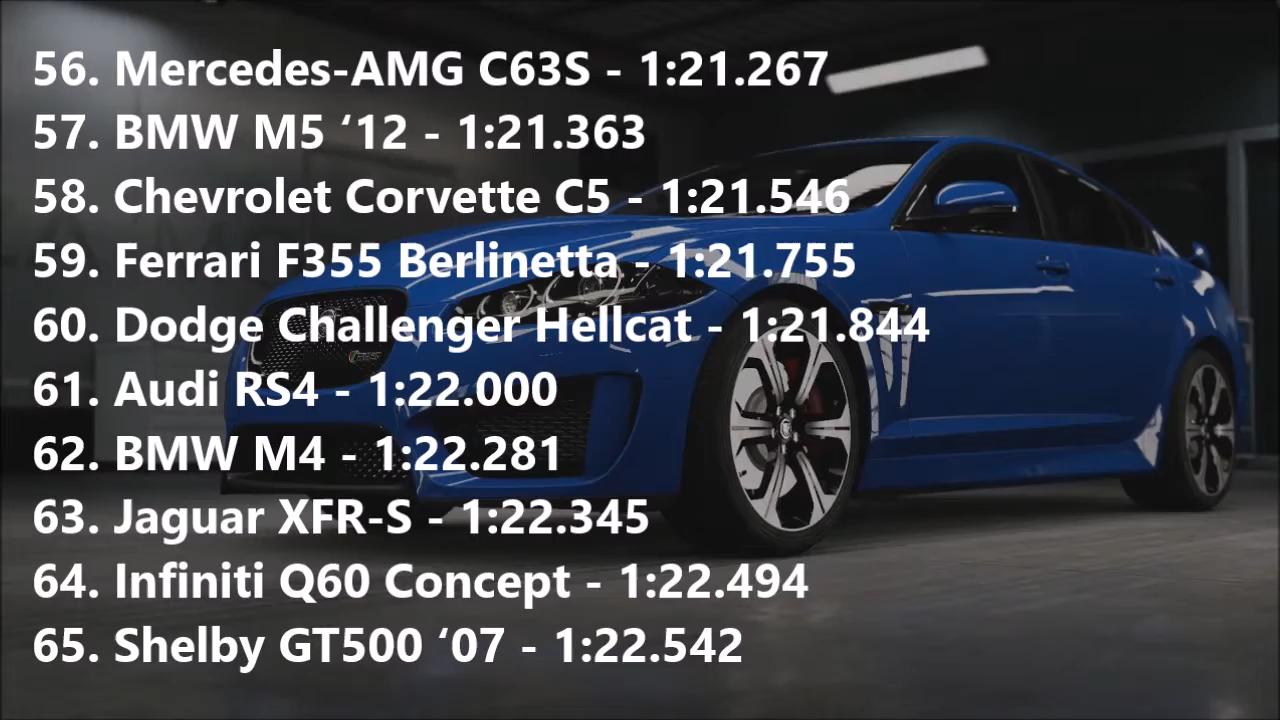 56. Mercedes-AMG C63S - 1:21.267
57. BMW M5 ‘12 - 1:21.363
58. Chevrolet Corvette C5 - 1:21.546
59. Ferrari F355 Berlinetta - 1:21.755
60. Dodge Challenger Hellcat - 1:21.844
61. Audi RS4 - 1:22.000
62. BMW M4 - 1:22.281
63. Jaguar XFR-S - 1:22.345
64. Infiniti Q60 Concept - 1:22.494
65. Shelby GT500 ‘07 - 1:22.542